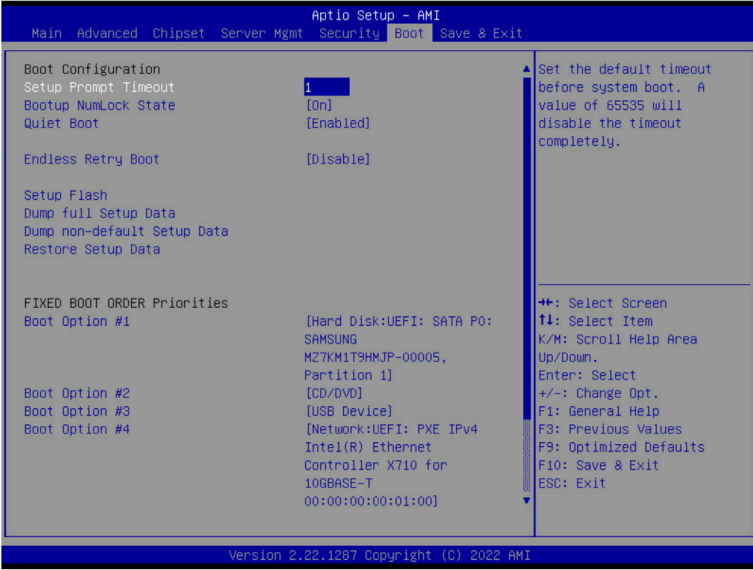 Aptio Setup – AMI
Main Advanced Chipset Server Mgmt Security Boot Save & Exit
Boot Configuration
Setup Prompt Timeout 1
Bootup NumLock State [On]
Quiet Boot [Enabled]
Endless Retry Boot [Disable]
Setup Flash
Dump full Setup Data
Dump non-default Setup Data
Restore Setup Data
FIXED BOOT ORDER Priorities
Boot Option #1 [Hard Disk:UEFI: SATA P0:
SAMSUNG
MZ7KM1T9HMJP-00005,
Partition 1]
Boot Option #2 [CD/DVD]
Boot Option #3 [USB Device]
Boot Option #4 [Network:UEFI: PXE IPv4
Intel(R) Ethernet
Controller X710 for
10GBASE-T
00:00:00:00:01:00]
Set the default timeout
before system boot. A
value of 65535 will
disable the timeout
completely.
→←: Select Screen
↑↓: Select Item
K/M: Scroll Help Area
Up/Down.
Enter: Select
+/-: Change Opt.
F1: General Help
F3: Previous Values
F9: Optimized Defaults
F10: Save & Exit
ESC: Exit
Version 2.22.1287 Copyright (C) 2022 AMI